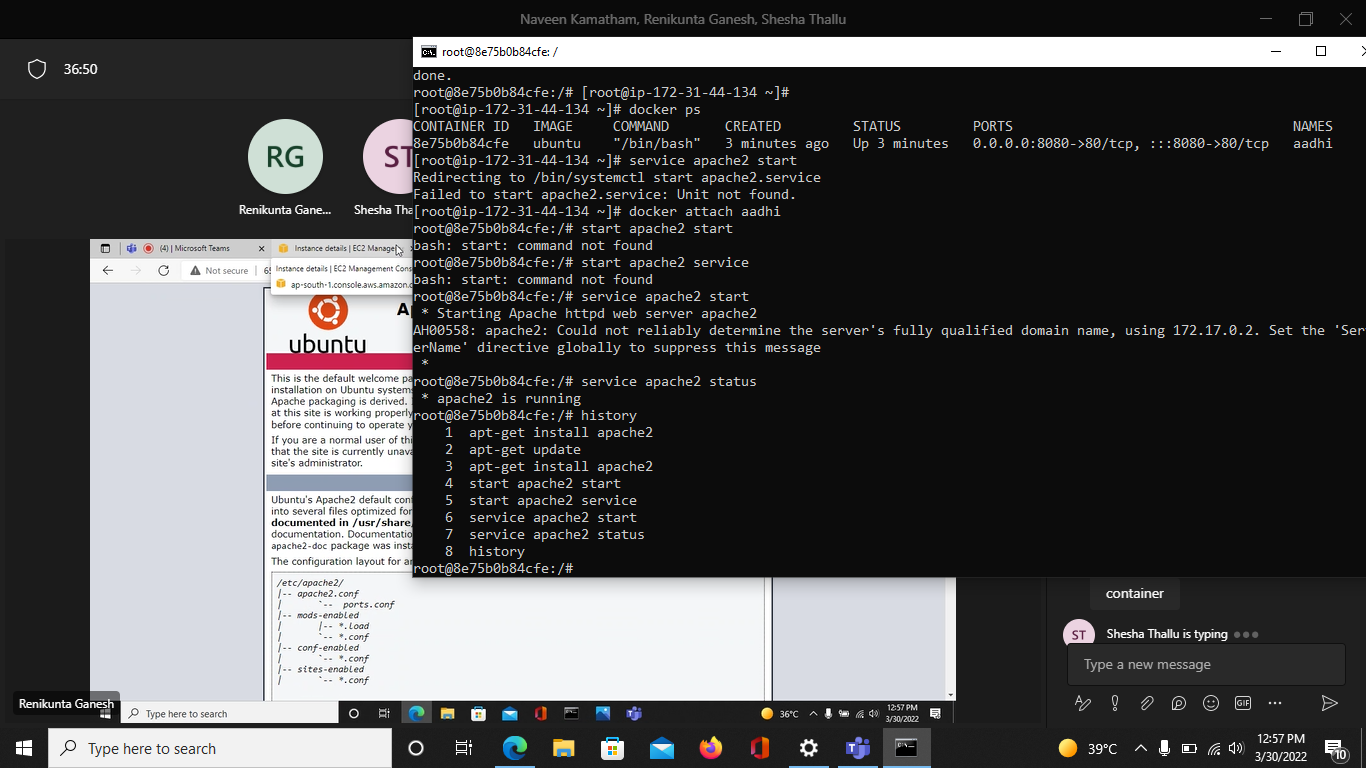 Naveen Kamatham, Renikunta Ganesh, Shesha Thallu
36:50
RG
ST
Renikunta Gane...
Shesha Tha
root@8e75b0b84cfe: /
done.
root@8e75b0b84cfe:/# [root@ip-172-31-44-134 ~]#
[root@ip-172-31-44-134 ~]# docker ps
CONTAINER ID   IMAGE     COMMAND       CREATED         STATUS         PORTS                                   NAMES
8e75b0b84cfe   ubuntu    "/bin/bash"   3 minutes ago   Up 3 minutes   0.0.0.0:8080->80/tcp, :::8080->80/tcp   aadhi
[root@ip-172-31-44-134 ~]# service apache2 start
Redirecting to /bin/systemctl start apache2.service
Failed to start apache2.service: Unit not found.
[root@ip-172-31-44-134 ~]# docker attach aadhi
root@8e75b0b84cfe:/# start apache2 start
bash: start: command not found
root@8e75b0b84cfe:/# start apache2 service
bash: start: command not found
root@8e75b0b84cfe:/# service apache2 start
* Starting Apache httpd web server apache2
AH00558: apache2: Could not reliably determine the server's fully qualified domain name, using 172.17.0.2. Set the 'Ser
erName' directive globally to suppress this message
*
root@8e75b0b84cfe:/# service apache2 status
* apache2 is running
root@8e75b0b84cfe:/# history
1  apt-get install apache2
2  apt-get update
3  apt-get install apache2
4  start apache2 start
5  start apache2 service
6  service apache2 start
7  service apache2 status
8  history
root@8e75b0b84cfe:/#
(4) | Microsoft Teams
Instance details | EC2 Manage
Not secure
Instance details | EC2 Management Cons
ap-south-1.console.aws.amazon.c
ubuntu
This is the default welcome pa
installation on Ubuntu systems
Apache packaging is derived.
at this site is working properly
before continuing to operate y
If you are a normal user of thi
that the site is currently unava
site's administrator.
Ubuntu's Apache2 default conf
into several files optimized for
documented in /usr/share/
documentation. Documentatio
apache2-doc package was insta
The configuration layout for an
/etc/apache2/
|-- apache2.conf
|       `--  ports.conf
|-- mods-enabled
|       |-- *.load
|       `-- *.conf
|-- conf-enabled
|       `-- *.conf
|-- sites-enabled
|       `-- *.conf
Renikunta Ganesh
Type here to search
36°C
12:57 PM
3/30/2022
container
ST
Shesha Thallu is typing
Type a new message
GIF
Type here to search
39°C
12:57 PM
3/30/2022
10